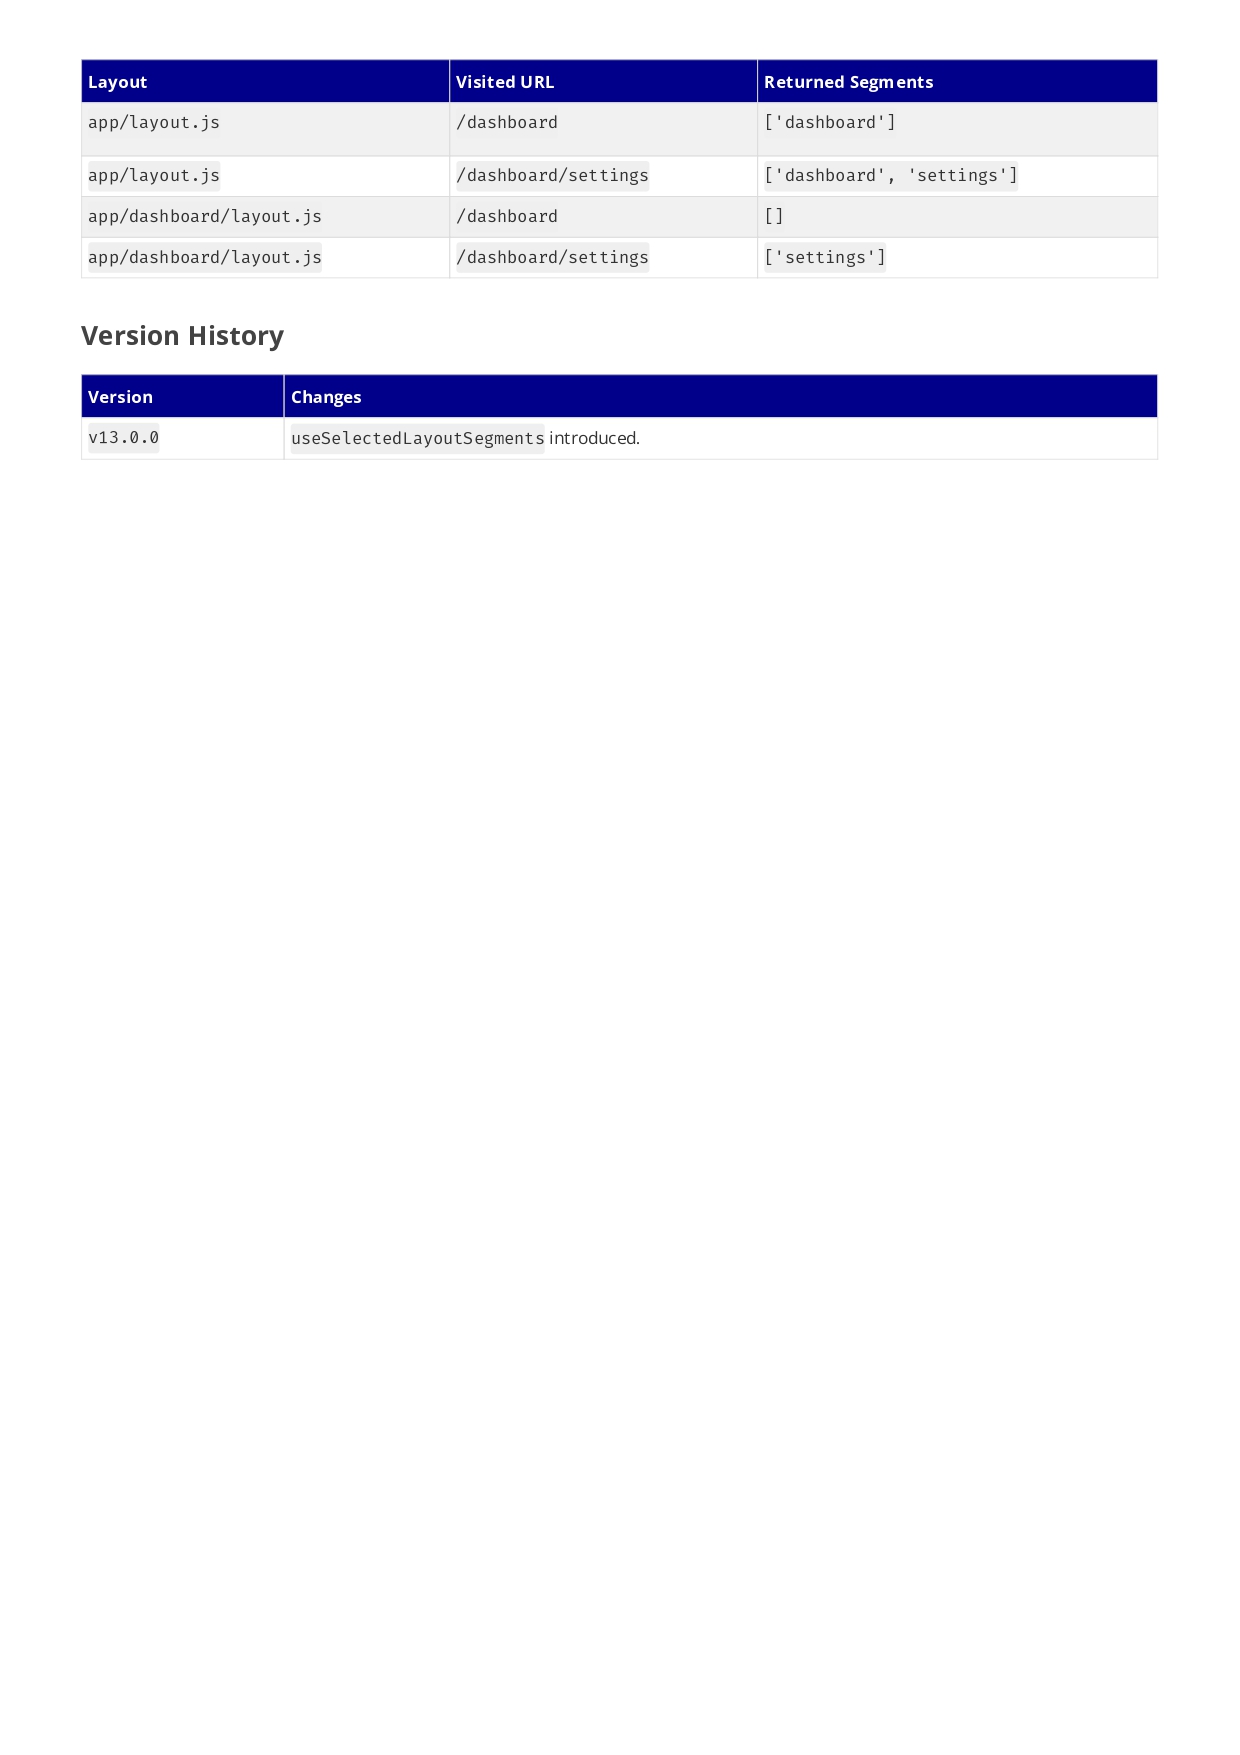 Layout Visited URL Returned Segments
app/layout.js /dashboard ['dashboard']
app/layout.js /dashboard/settings ['dashboard', 'settings']
app/dashboard/layout.js /dashboard []
app/dashboard/layout.js /dashboard/settings ['settings']
Version History
Version Changes
v13.0.0 useSelectedLayoutSegments introduced.